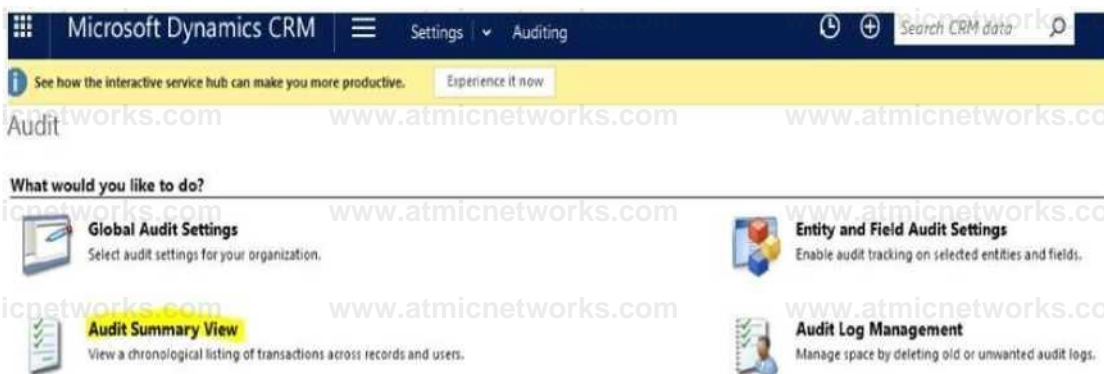 Microsoft Dynamics CRM Settings Auditing Search CRM data
See how the interactive service hub can make you more productive. Experience it now
Audit
www.atmicnetworks.com
What would you like to do?
Global Audit Settings
Select audit settings for your organization.
Entity and Field Audit Settings
Enable audit tracking on selected entities and fields.
www.atmicnetworks.com
Audit Summary View
View a chronological listing of transactions across records and users.
Audit Log Management
Manage space by deleting old or unwanted audit logs.
www.atmicnetworks.com